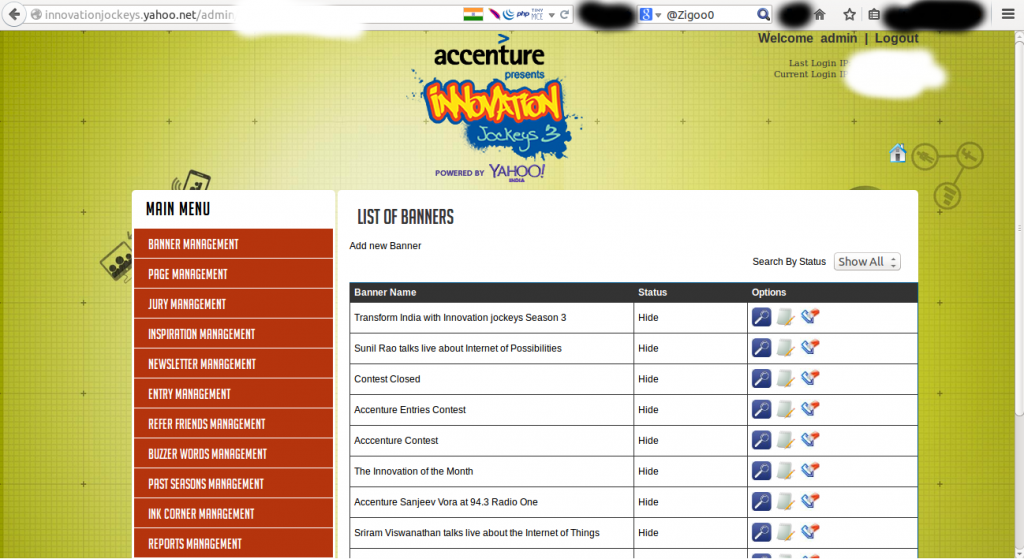 innovationjockeys.yahoo.net/admin
php
TINY
MCE
@Zigoo0
Welcome admin | Logout
Last Login IP
Current Login IP
accenture
presents
INNOVATION
Jockeys 3
POWERED BY YAHOO!
INDIA
MAIN MENU
BANNER MANAGEMENT
PAGE MANAGEMENT
JURY MANAGEMENT
INSPIRATION MANAGEMENT
NEWSLETTER MANAGEMENT
ENTRY MANAGEMENT
REFER FRIENDS MANAGEMENT
BUZZER WORDS MANAGEMENT
PAST SEASONS MANAGEMENT
INK CORNER MANAGEMENT
REPORTS MANAGEMENT
LIST OF BANNERS
Add new Banner
Search By Status Show All
Banner Name Status Options
Transform India with Innovation jockeys Season 3 Hide
Sunil Rao talks live about Internet of Possibilities Hide
Contest Closed Hide
Accenture Entries Contest Hide
Acccenture Contest Hide
The Innovation of the Month Hide
Accenture Sanjeev Vora at 94.3 Radio One Hide
Sriram Viswanathan talks live about the Internet of Things Hide